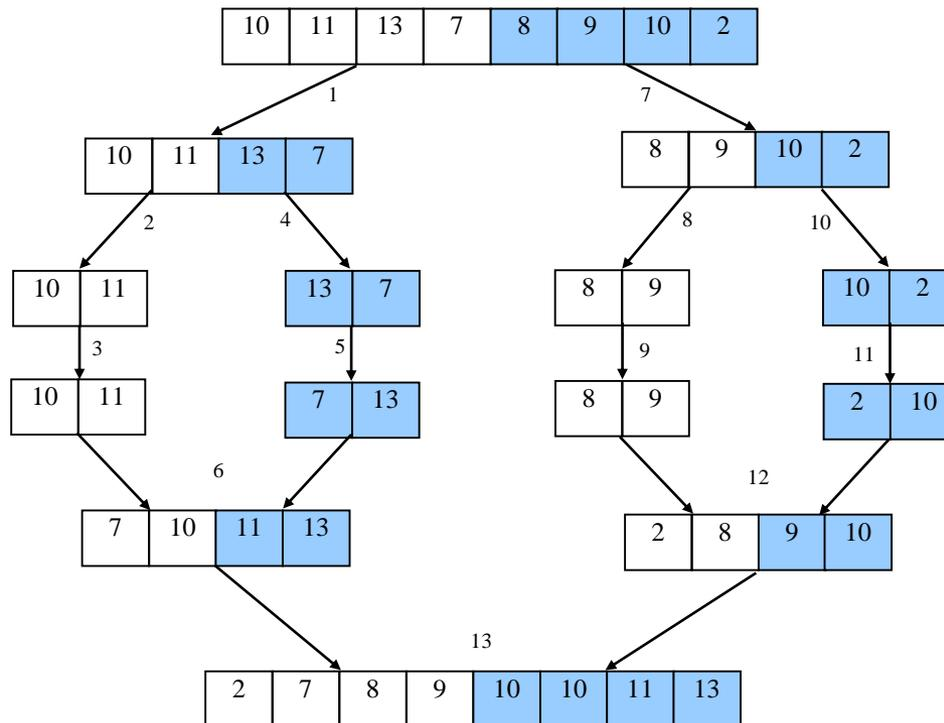 10 11 13 7 8 9 10 2
1 7
10 11 13 7 8 9 10 2
2 4 8 10
10 11 13 7 8 9 10 2
3 5 9 11
10 11 7 13 8 9 2 10
6 12
7 10 11 13 2 8 9 10
13
2 7 8 9 10 10 11 13